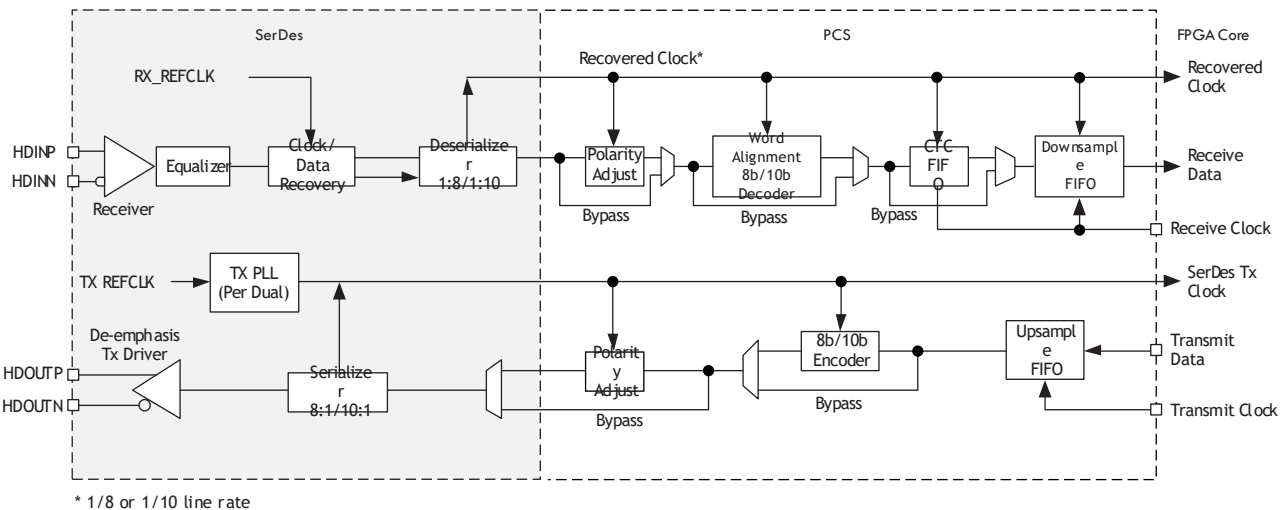 SerDes
PCS
FPGA Core
RX_REFCLK
Recovered Clock*
Recovered
Clock
HDINP
HDINN
Receiver
Equalizer
Clock/
Data
Recovery
Deserialize
r
1:8/1:10
Polarity
Adjust
Bypass
Word
Alignment
8b/10b
Decoder
Bypass
CTC
FIF
O
Bypass
Downsampl
e
FIFO
Receive
Data
Receive Clock
TX REFCLK
TX PLL
(Per Dual)
SerDes Tx
Clock
De-emphasis
Tx Driver
HDOUTP
HDOUTN
Serialize
r
8:1/10:1
Polarit
y
Adjust
Bypass
8b/10b
Encoder
Bypass
Upsampl
e
FIFO
Transmit
Data
Transmit Clock
* 1/8 or 1/10 line rate